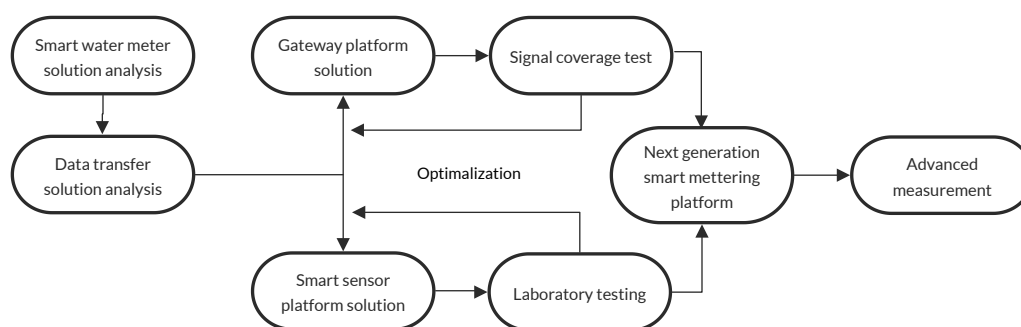 Smart water meter
solution analysis
Data transfer
solution analysis
Gateway platform
solution
Signal coverage test
Optimalization
Smart sensor
platform solution
Laboratory testing
Next generation
smart mettering
platform
Advanced
measurement